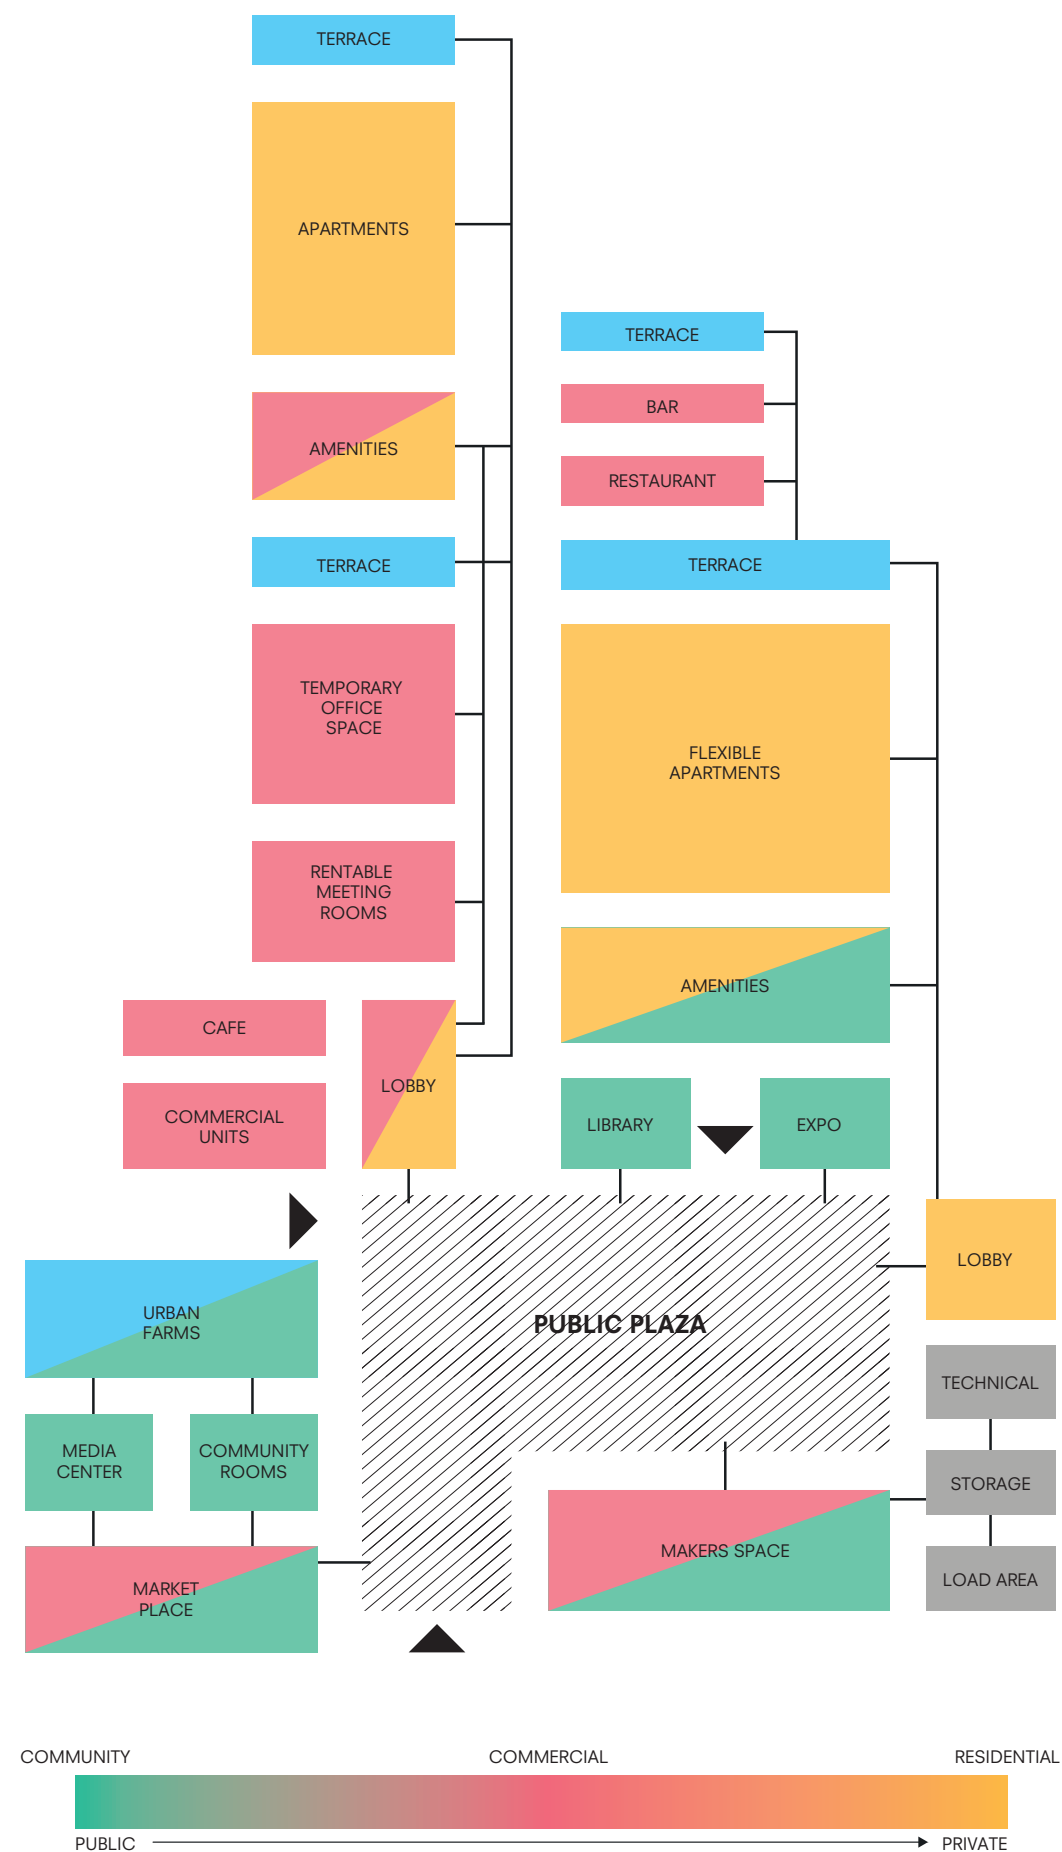 TERRACE
APARTMENTS
AMENITIES
TERRACE
TEMPORARY
OFFICE
SPACE
RENTABLE
MEETING
ROOMS
CAFE
COMMERCIAL
UNITS
LOBBY
TERRACE
BAR
RESTAURANT
TERRACE
FLEXIBLE
APARTMENTS
AMENITIES
LIBRARY
EXPO
LOBBY
PUBLIC PLAZA
URBAN
FARMS
MEDIA
CENTER
COMMUNITY
ROOMS
MARKET
PLACE
MAKERS SPACE
TECHNICAL
STORAGE
LOAD AREA
COMMUNITY
COMMERCIAL
RESIDENTIAL
PUBLIC
PRIVATE